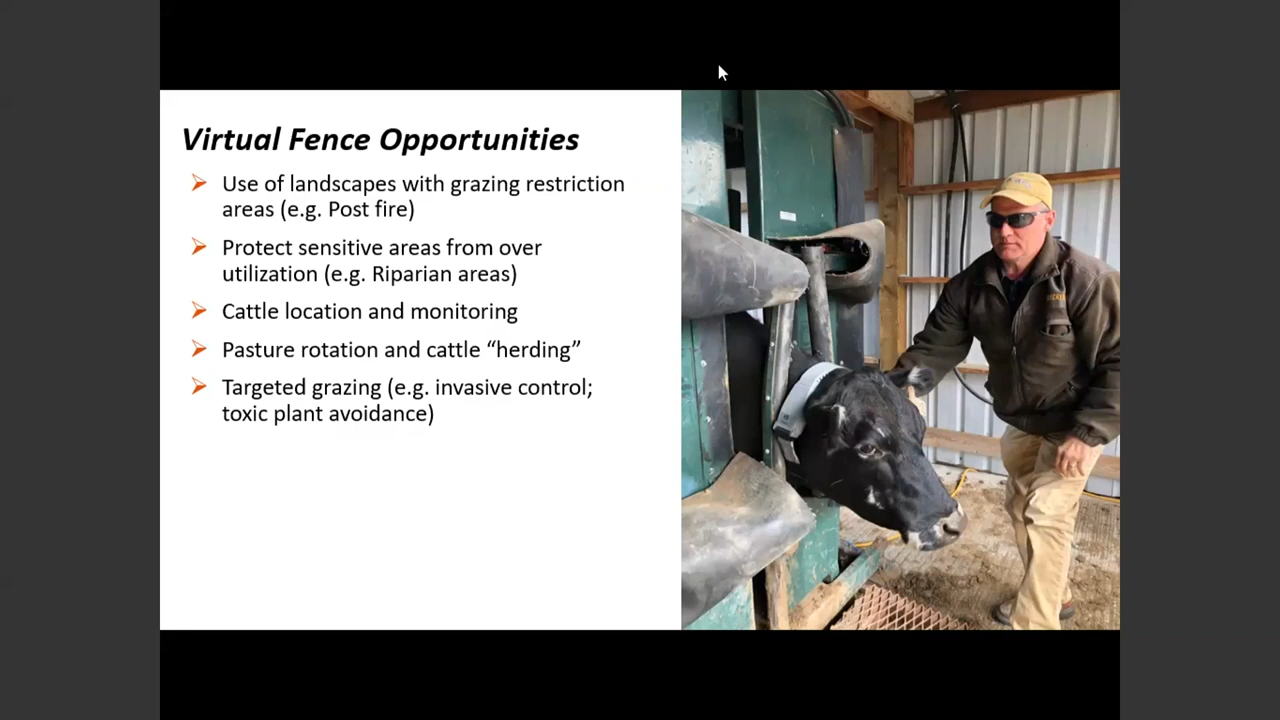 Virtual Fence Opportunities
Use of landscapes with grazing restriction
areas (e.g. Post fire)
Protect sensitive areas from over
utilization (e.g. Riparian areas)
Cattle location and monitoring
Pasture rotation and cattle “herding”
Targeted grazing (e.g. invasive control;
toxic plant avoidance)